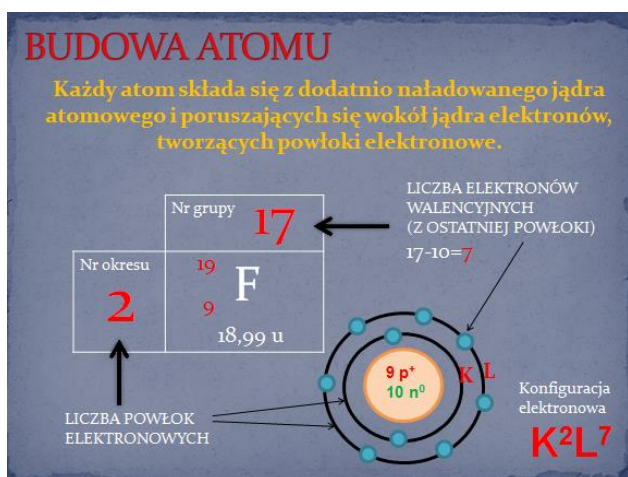 BUDOWA ATOMU
Każdy atom składa się z dodatnio naładowanego jądra
atomowego i poruszających się wokół jądra elektronów,
tworzących powłoki elektronowe.
LICZBA ELEKTRONÓW
WALENCYJNYCH
(Z OSTATNIEJ POWŁOKI)
17-10=7
Nr grupy 17
Nr okresu
2
19
9
F
18,99 u
9 p⁺
10 n⁰
K L
LICZBA POWŁOK
ELEKTRONOWYCH
Konfiguracja
elektronowa
K²L⁷